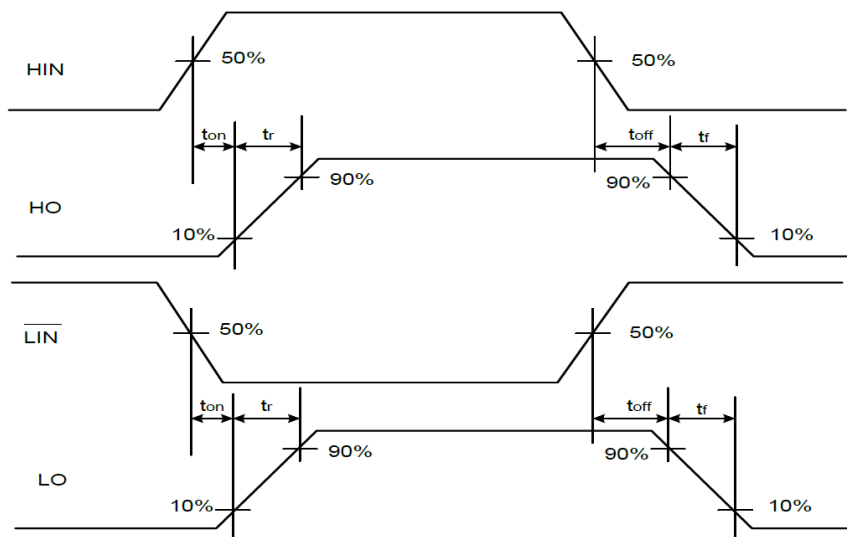 HIN 50% 50%
ton tr toff tf
HO 90% 90%
10% 10%
LIN 50% 50%
ton tr toff tf
LO 90% 90%
10% 10%